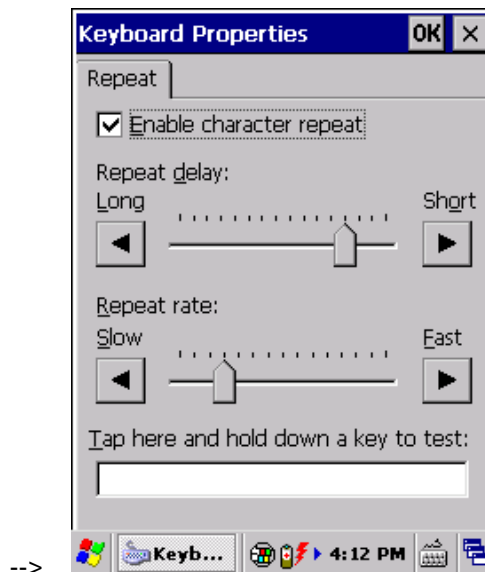 Keyboard Properties OK ×
Repeat
Enable character repeat
Repeat delay:
Long Short
Repeat rate:
Slow Fast
Tap here and hold down a key to test:
--> Keyb... 4:12 PM